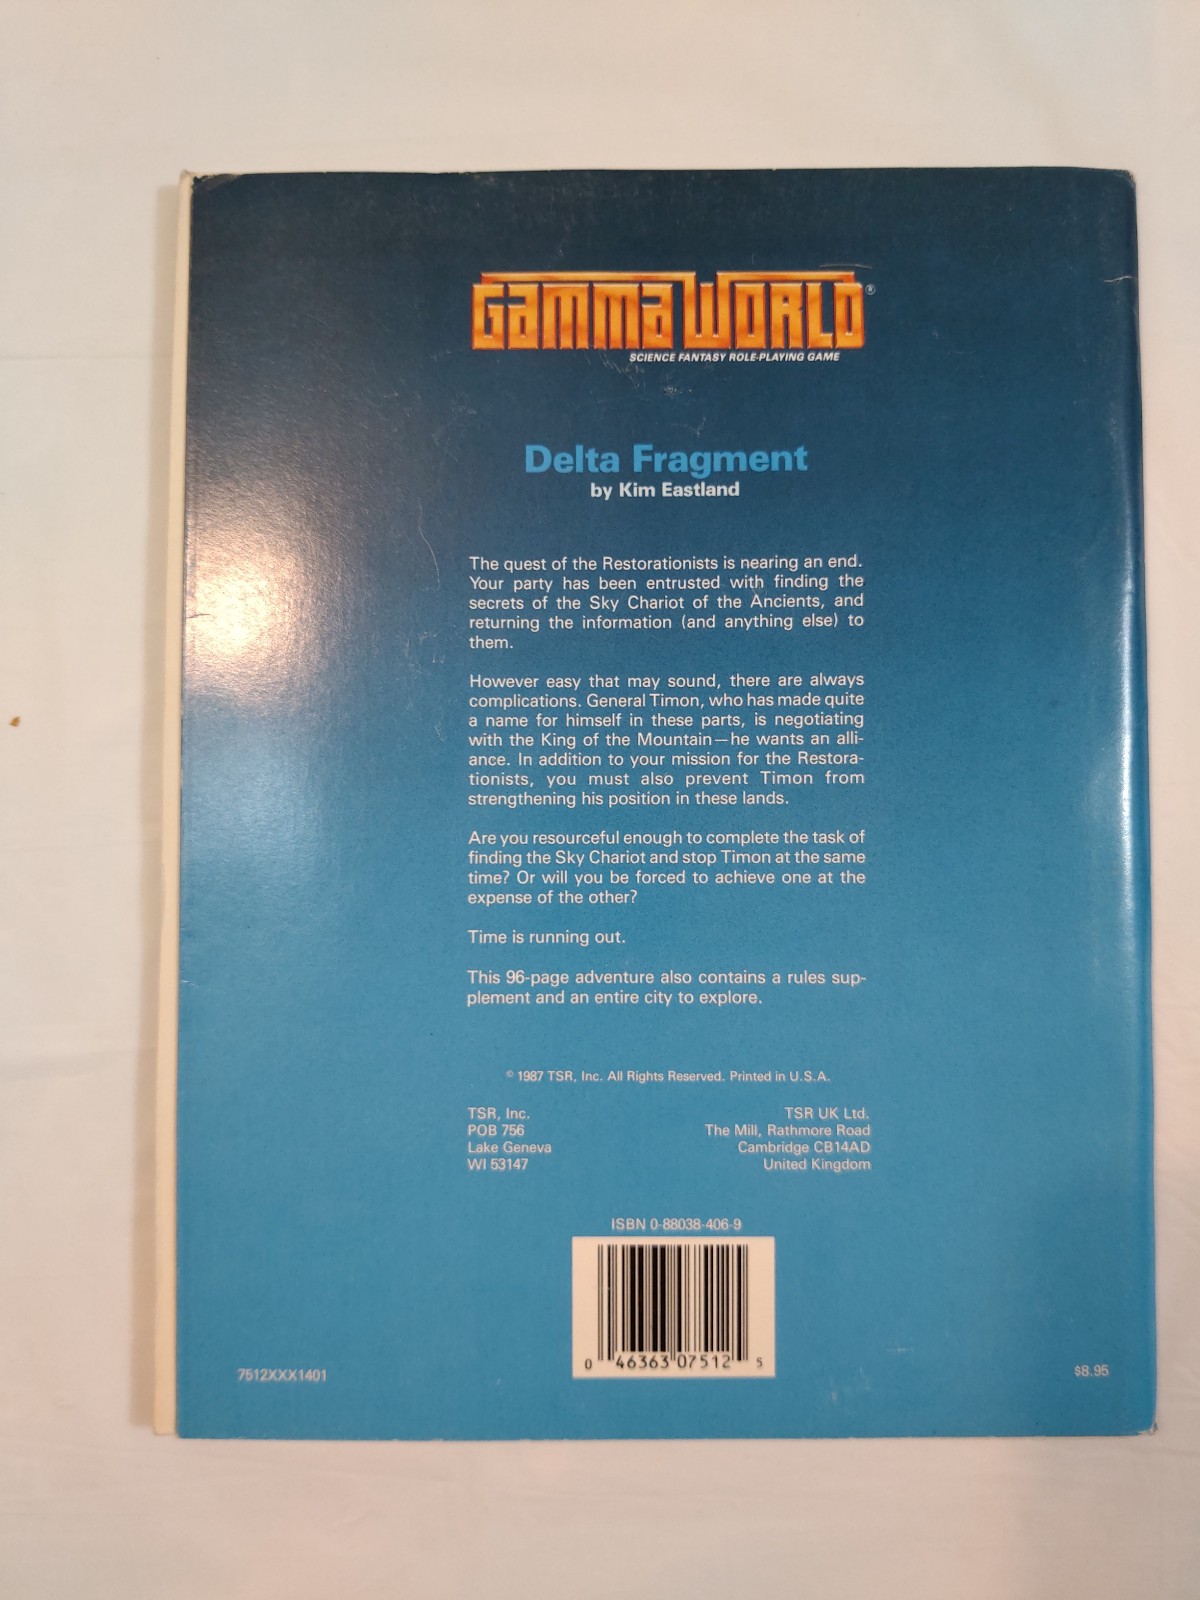 GAMMA WORLD®
SCIENCE FANTASY ROLE-PLAYING GAME
Delta Fragment
by Kim Eastland
The quest of the Restorationists is nearing an end.
Your party has been entrusted with finding the
secrets of the Sky Chariot of the Ancients, and
returning the information (and anything else) to
them.
However easy that may sound, there are always
complications. General Timon, who has made quite
a name for himself in these parts, is negotiating
with the King of the Mountain—he wants an alli-
ance. In addition to your mission for the Restora-
tionists, you must also prevent Timon from
strengthening his position in these lands.
Are you resourceful enough to complete the task of
finding the Sky Chariot and stop Timon at the same
time? Or will you be forced to achieve one at the
expense of the other?
Time is running out.
This 96-page adventure also contains a rules sup-
plement and an entire city to explore.
© 1987 TSR, Inc. All Rights Reserved. Printed in U.S.A.
TSR, Inc.
POB 756
Lake Geneva
WI 53147
TSR UK Ltd.
The Mill, Rathmore Road
Cambridge CB14AD
United Kingdom
ISBN 0-88038-406-9
0 46363 07512 5
7512XXX1401
$8.95